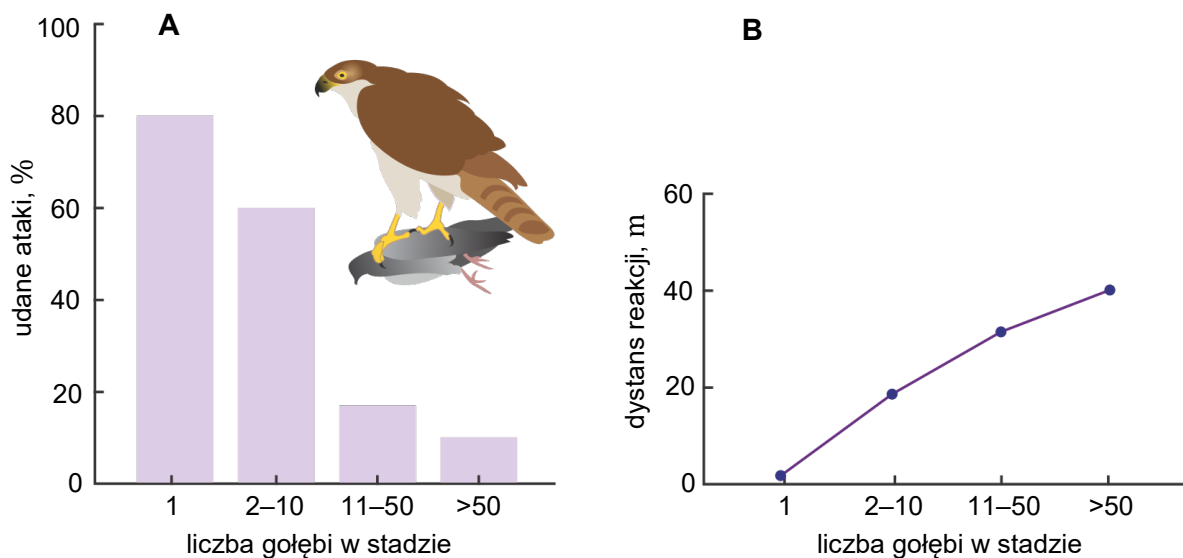 A
udane ataki, %
100
80
60
40
20
0
1 2–10 11–50 >50
liczba gołębi w stadzie
B
dystans reakcji, m
60
40
20
0
1 2–10 11–50 >50
liczba gołębi w stadzie